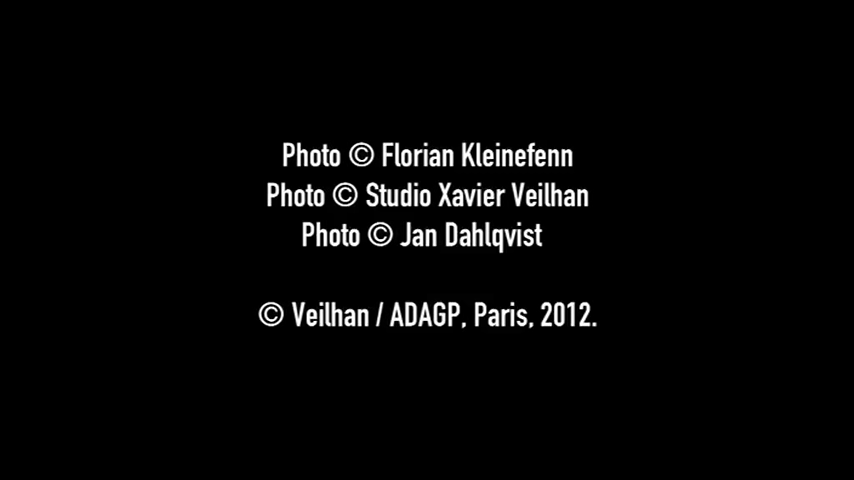 Photo © Florian Kleinefenn
Photo © Studio Xavier Veilhan
Photo © Jan Dahlqvist
© Veilhan / ADAGP, Paris, 2012.